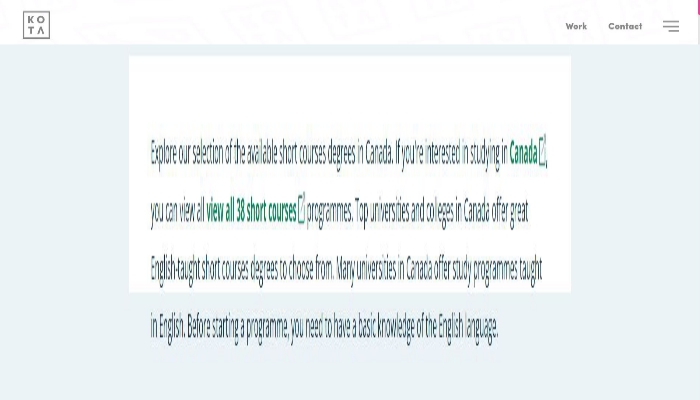 KO
TA
Work Contact
Explore our selection of the available short courses degrees in Canada. If you're interested in studying in Canada,
you can view all view all 38 short courses programmes. Top universities and colleges in Canada offer great
English-taught short courses degrees to choose from. Many universities in Canada offer study programmes taught
in English. Before starting a programme, you need to have a basic knowledge of the English language.